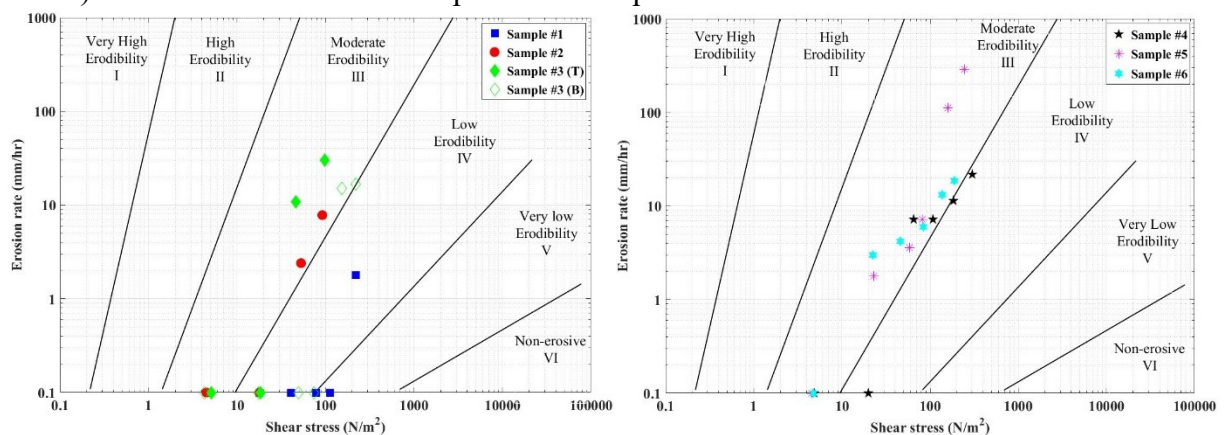 1000
100
10
1
0.1
Erosion rate (mm/hr)
0.1 1 10 100 1000 10000 100000
Shear stress (N/m²)
Very High
Erodibility
I
High
Erodibility
II
Moderate
Erodibility
III
Low
Erodibility
IV
Very low
Erodibility
V
Non-erosive
VI
Sample #1
Sample #2
Sample #3 (T)
Sample #3 (B)
1000
100
10
1
0.1
Erosion rate (mm/hr)
0.1 1 10 100 1000 10000 100000
Shear stress (N/m²)
Very High
Erodibility
I
High
Erodibility
II
Moderate
Erodibility
III
Low
Erodibility
IV
Very Low
Erodibility
V
Non-erosive
VI
Sample #4
Sample #5
Sample #6